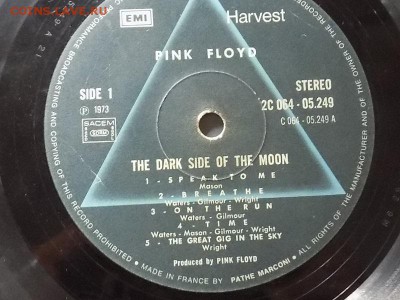 EMI Harvest
PINK FLOYD
SIDE 1
℗ 1973
SACEM
STEREO
2C 064 - 05.249
C 064 - 05.249 A
THE DARK SIDE OF THE MOON
1 - SPEAK TO ME
Mason
2 - BREATHE
Waters - Gilmour - Wright
3 - ON THE RUN
Waters - Gilmour
4 - TIME
Waters - Mason - Gilmour - Wright
5 - THE GREAT GIG IN THE SKY
Wright
Produced by PINK FLOYD
MADE IN FRANCE BY PATHE MARCONI
PERFORMANCE BROADCASTING AND COPYING OF THIS RECORD PROHIBITED
ALL RIGHTS OF THE MANUFACTURER AND OF THE OWNER OF THE RECORDED